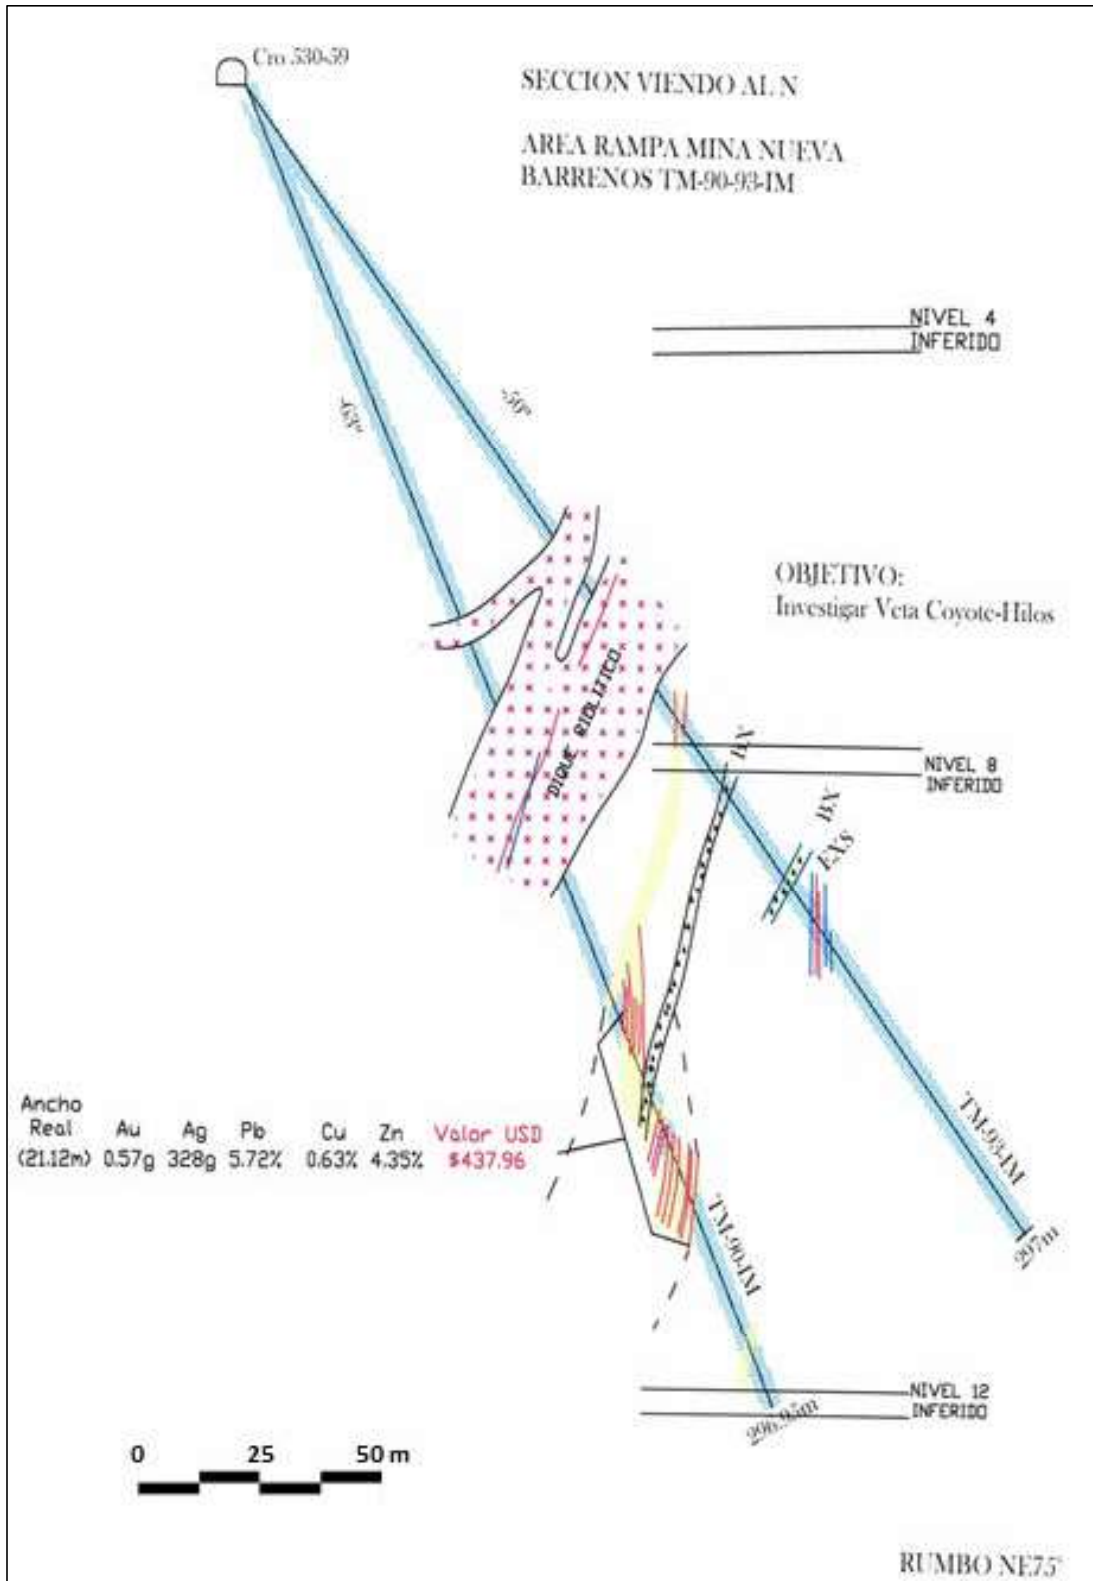 Cro 530-59
SECCION VIENDO AL N
AREA RAMPA MINA NUEVA
BARRENOS TM-90-93-IM
NIVEL 4
INFERIDO
-63°
-50°
OBJETIVO:
Investigar Veta Coyote-Hilos
DIQUE RIOLITICO
BX
NIVEL 8
INFERIDO
BX
EXS
Ancho
Real Au Ag Pb Cu Zn Valor USD
(21.12m) 0.57g 328g 5.72% 0.63% 4.35% $437.96
TM-93-IM
297m
TM-90-IM
NIVEL 12
INFERIDO
296.95m
0 25 50 m
RUMBO NE75°